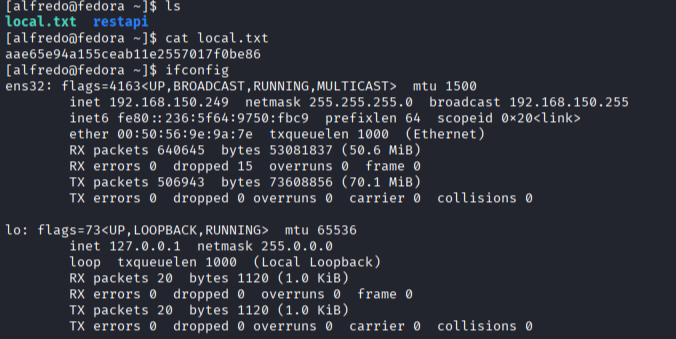 [alfredo@fedora ~]$ ls
local.txt  restapi
[alfredo@fedora ~]$ cat local.txt
aae65e94a155ceab11e2557017f0be86
[alfredo@fedora ~]$ ifconfig
ens32: flags=4163<UP,BROADCAST,RUNNING,MULTICAST>  mtu 1500
        inet 192.168.150.249  netmask 255.255.255.0  broadcast 192.168.150.255
        inet6 fe80::236:5f64:9750:fbc9  prefixlen 64  scopeid 0x20<link>
        ether 00:50:56:9e:9a:7e  txqueuelen 1000  (Ethernet)
        RX packets 640645  bytes 53081837 (50.6 MiB)
        RX errors 0  dropped 15  overruns 0  frame 0
        TX packets 506943  bytes 73608856 (70.1 MiB)
        TX errors 0  dropped 0 overruns 0  carrier 0  collisions 0

lo: flags=73<UP,LOOPBACK,RUNNING>  mtu 65536
        inet 127.0.0.1  netmask 255.0.0.0
        loop  txqueuelen 1000  (Local Loopback)
        RX packets 20  bytes 1120 (1.0 KiB)
        RX errors 0  dropped 0  overruns 0  frame 0
        TX packets 20  bytes 1120 (1.0 KiB)
        TX errors 0  dropped 0 overruns 0  carrier 0  collisions 0